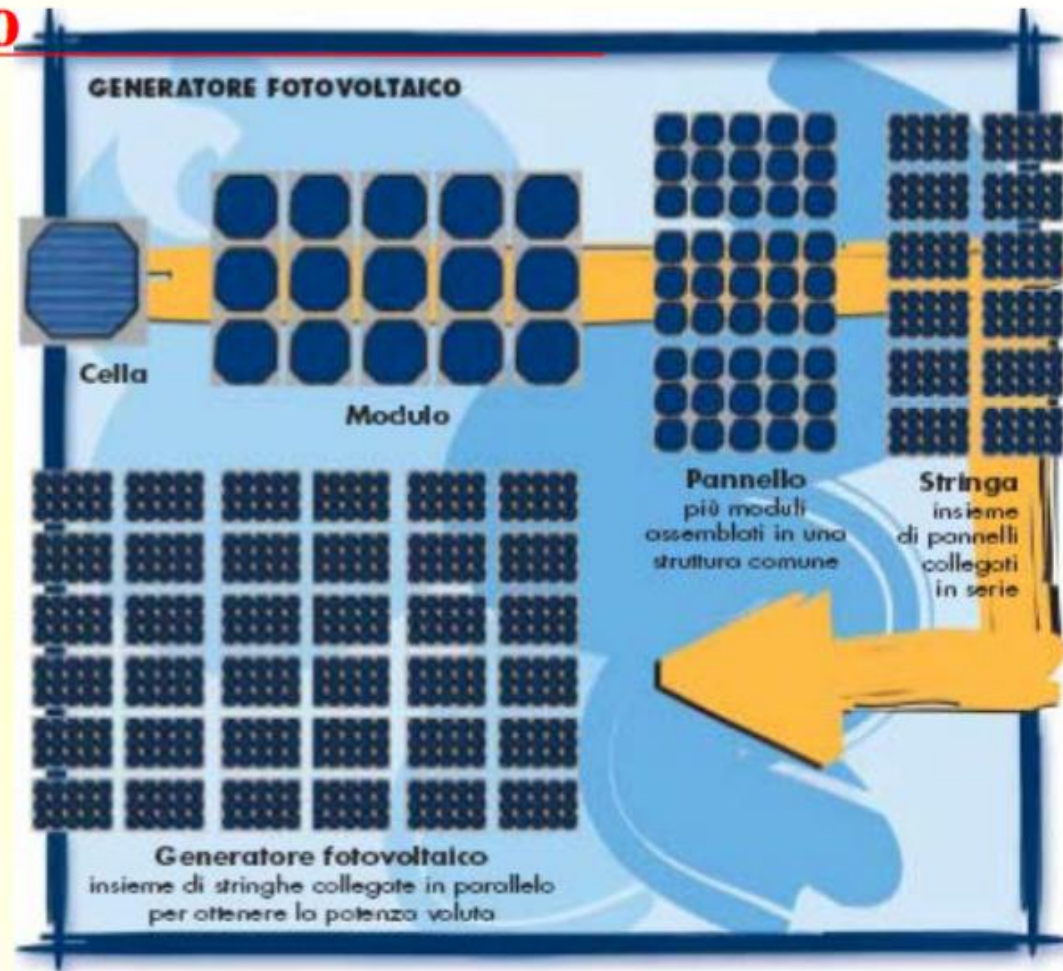 o
GENERATORE FOTOVOLTAICO
Cella
Modulo
Pannello
più moduli
assemblati in una
struttura comune
Stringa
insieme
di pannelli
collegati
in serie
Generatore fotovoltaico
insieme di stringhe collegate in parallelo
per ottenere la potenza voluta